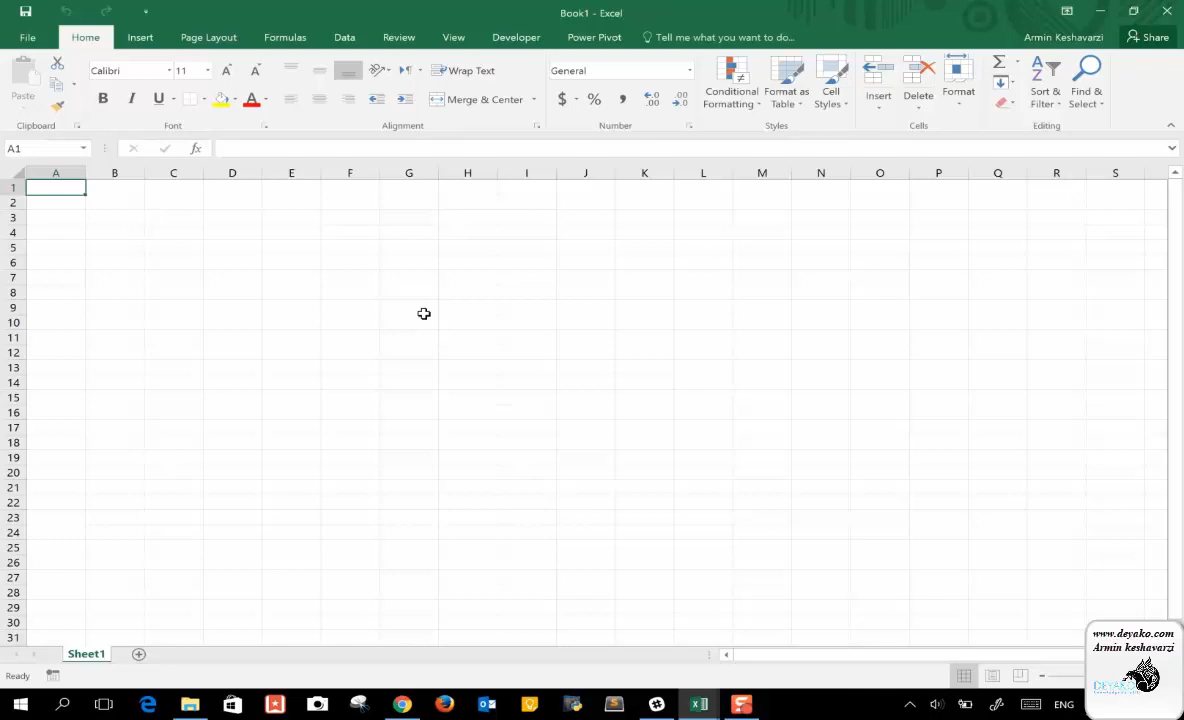 Book1 - Excel
File Home Insert Page Layout Formulas Data Review View Developer Power Pivot Tell me what you want to do... Armin Keshavarzi Share
Calibri 11 Wrap Text General
Paste B I U A Merge & Center $ % , Conditional Formatting Format as Table Cell Styles Insert Delete Format Sort & Filter Find & Select
Clipboard Font Alignment Number Styles Cells Editing
A1 fx
A B C D E F G H I J K L M N O P Q R S
1
2
3
4
5
6
7
8
9
10
11
12
13
14
15
16
17
18
19
20
21
22
23
24
25
26
27
28
29
30
31
Sheet1
Ready
www.deyako.com
Armin keshavarzi
DEYAKO
ENG